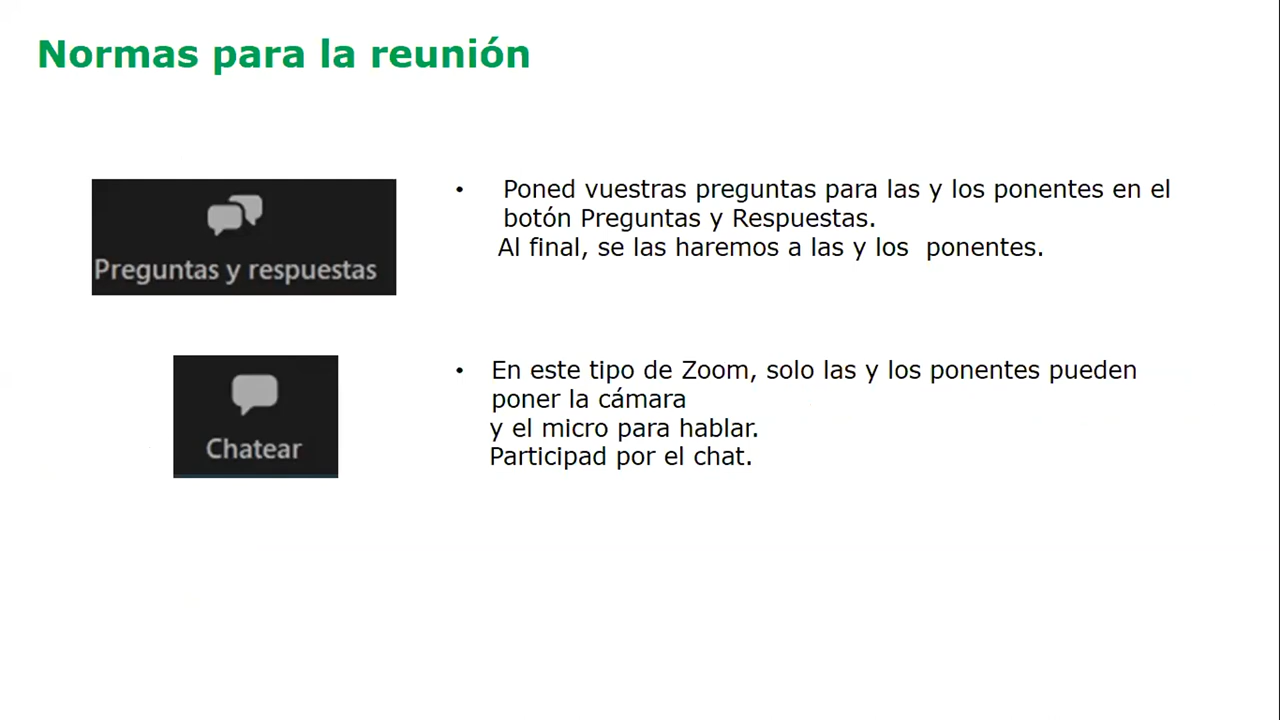 Normas para la reunión
Preguntas y respuestas
• Poned vuestras preguntas para las y los ponentes en el
botón Preguntas y Respuestas.
Al final, se las haremos a las y los ponentes.
Chatear
• En este tipo de Zoom, solo las y los ponentes pueden
poner la cámara
y el micro para hablar.
Participad por el chat.